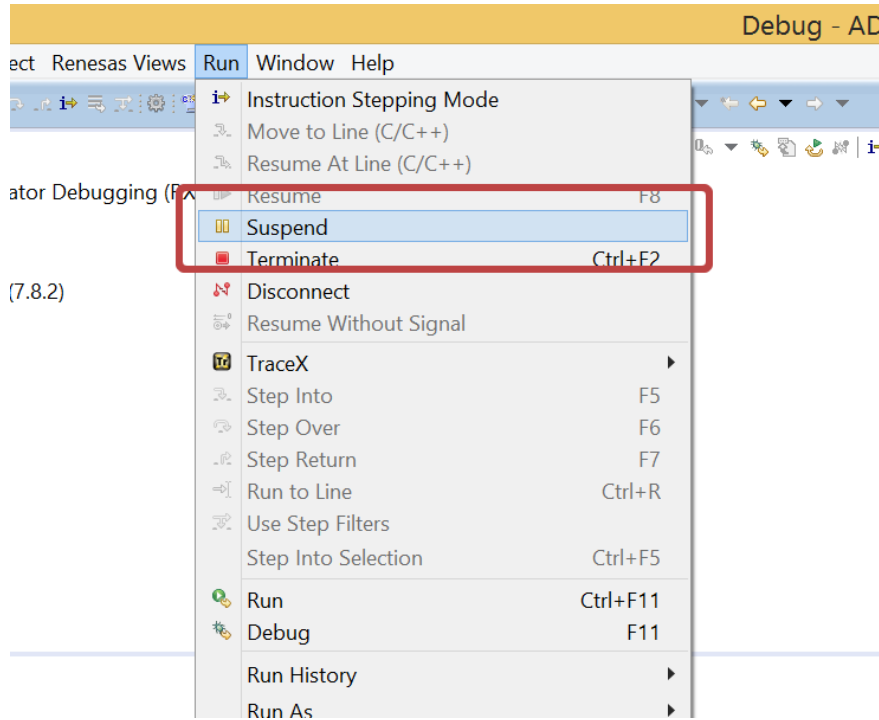 Debug - AD
ect Renesas Views Run Window Help
Instruction Stepping Mode
Move to Line (C/C++)
Resume At Line (C/C++)
ator Debugging (RX
Resume F8
Suspend
Terminate Ctrl+F2
(7.8.2)
Disconnect
Resume Without Signal
TraceX
Step Into F5
Step Over F6
Step Return F7
Run to Line Ctrl+R
Use Step Filters
Step Into Selection Ctrl+F5
Run Ctrl+F11
Debug F11
Run History
Run As